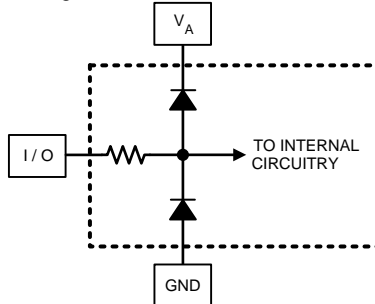 V_A
I / O
TO INTERNAL
CIRCUITRY
GND